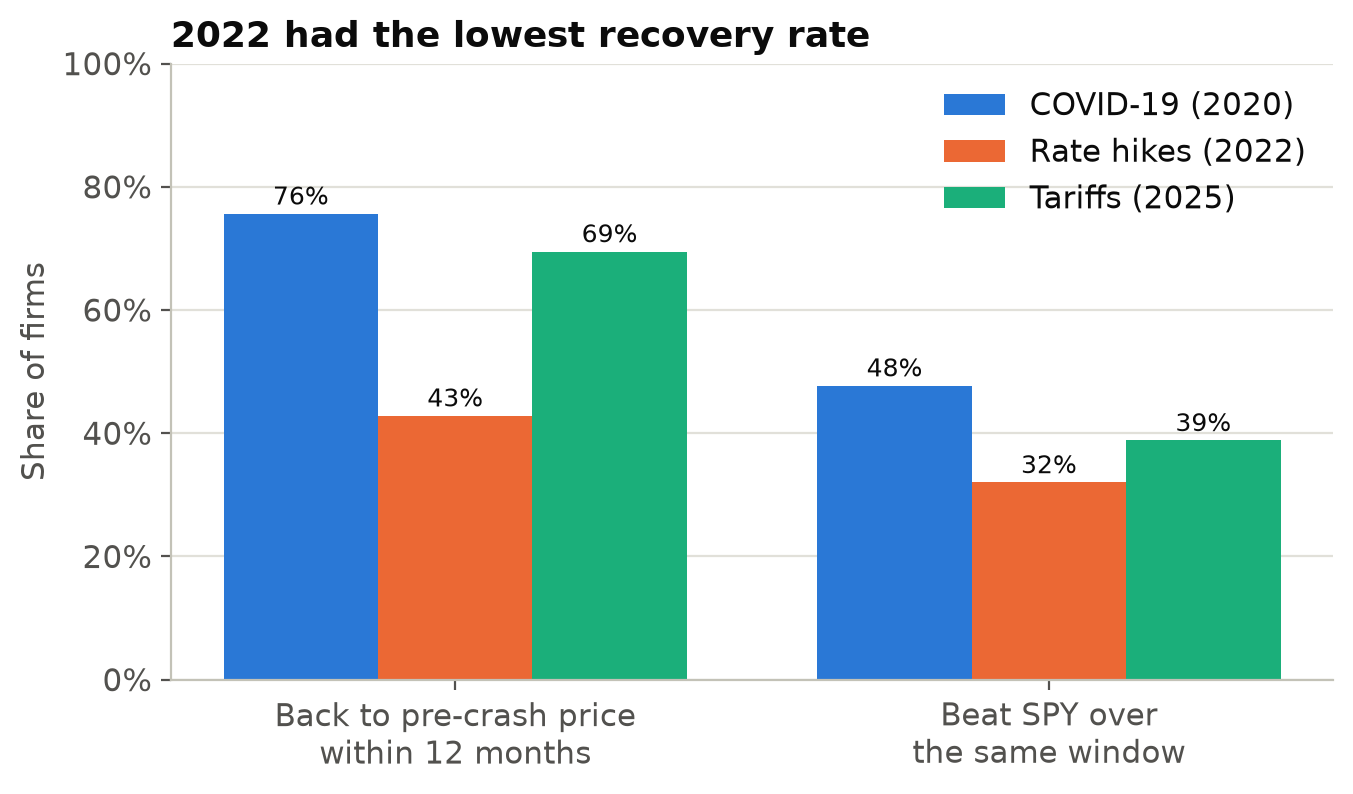 2022 had the lowest recovery rate
100%
80%
60%
40%
20%
0%
Share of firms
COVID-19 (2020)
Rate hikes (2022)
Tariffs (2025)
76%
43%
69%
48%
32%
39%
Back to pre-crash price
within 12 months
Beat SPY over
the same window